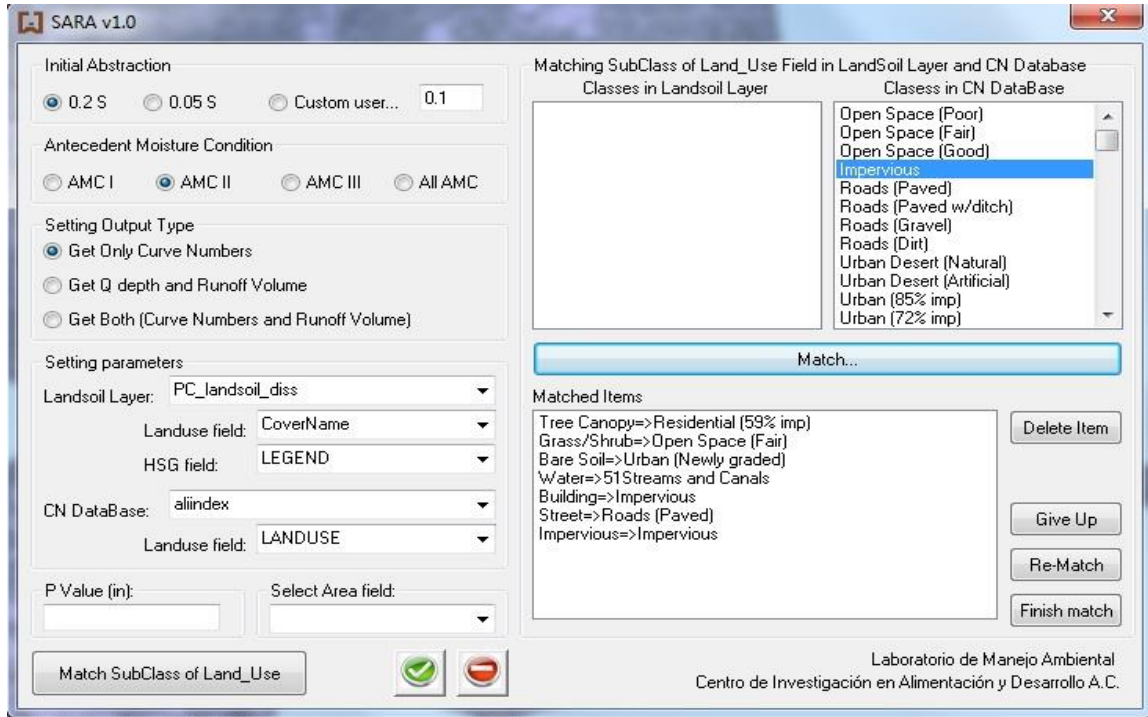 SARA v1.0
Initial Abstraction
0.2 S
0.05 S
Custom user...
0.1
Antecedent Moisture Condition
AMC I
AMC II
AMC III
All AMC
Setting Output Type
Get Only Curve Numbers
Get Q depth and Runoff Volume
Get Both (Curve Numbers and Runoff Volume)
Setting parameters
Landsoil Layer:
PC_landsoil_diss
Landuse field:
CoverName
HSG field:
LEGEND
CN DataBase:
aliindex
Landuse field:
LANDUSE
P Value (in):
Select Area field:
Match SubClass of Land_Use
Matching SubClass of Land_Use Field in LandSoil Layer and CN Database
Classes in Landsoil Layer
Clasess in CN DataBase
Open Space (Poor)
Open Space (Fair)
Open Space (Good)
Impervious
Roads (Paved)
Roads (Paved w/ditch)
Roads (Gravel)
Roads (Dirt)
Urban Desert (Natural)
Urban Desert (Artificial)
Urban (85% imp)
Urban (72% imp)
Match...
Matched Items
Tree Canopy=>Residential (59% imp)
Grass/Shrub=>Open Space (Fair)
Bare Soil=>Urban (Newly graded)
Water=>51Streams and Canals
Building=>Impervious
Street=>Roads (Paved)
Impervious=>Impervious
Delete Item
Give Up
Re-Match
Finish match
Laboratorio de Manejo Ambiental
Centro de Investigación en Alimentación y Desarrollo A.C.